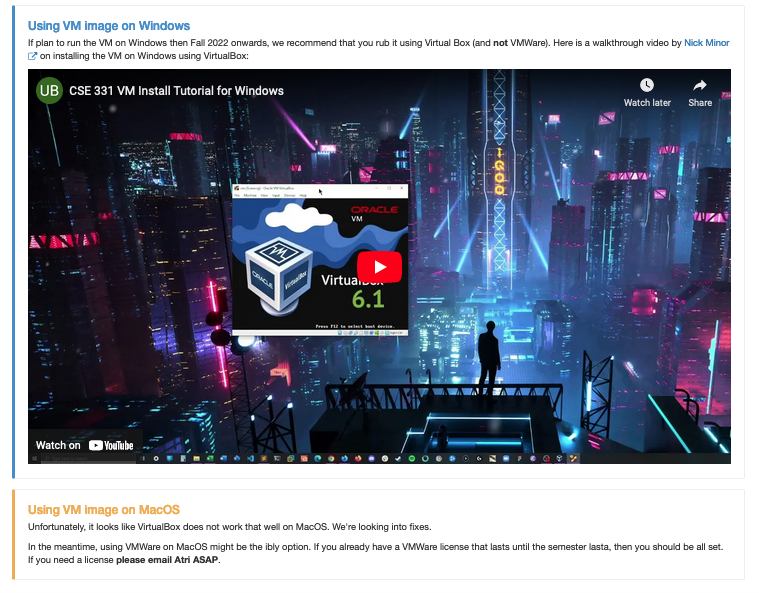 Using VM image on Windows
If plan to run the VM on Windows then Fall 2022 onwards, we recommend that you rub it using Virtual Box (and not VMWare). Here is a walkthrough video by Nick Minor
on installing the VM on Windows using VirtualBox:
UB CSE 331 VM Install Tutorial for Windows
Watch later Share
ORACLE
VM
ORACLE VM VirtualBox
VirtualBox
6.1
Press F12 to select boot device.
Watch on YouTube
Using VM image on MacOS
Unfortunately, it looks like VirtualBox does not work that well on MacOS. We're looking into fixes.
In the meantime, using VMWare on MacOS might be the ibly option. If you already have a VMWare license that lasts until the semester lasta, then you should be all set.
If you need a license please email Atri ASAP.